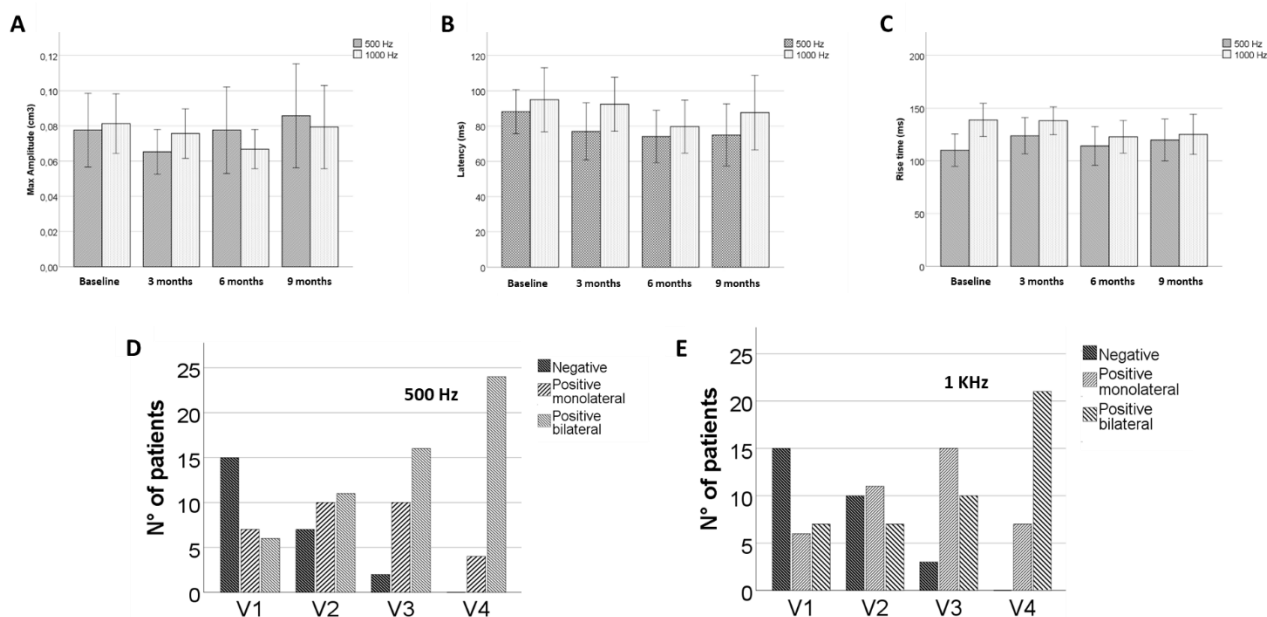 A
Max Amplitude (cm3)
0,12
0,10
0,08
0,06
0,04
0,02
0,00
Baseline 3 months 6 months 9 months
500 Hz
1000 Hz
B
Latency (ms)
120
100
80
60
40
20
0
Baseline 3 months 6 months 9 months
500 Hz
1000 Hz
C
Rise time (ms)
200
150
100
50
0
Baseline 3 months 6 months 9 months
500 Hz
1000 Hz
D
500 Hz
N° of patients
25
20
15
10
5
0
V1 V2 V3 V4
Negative
Positive
monolateral
Positive
bilateral
E
1 KHz
N° of patients
25
20
15
10
5
0
V1 V2 V3 V4
Negative
Positive
monolateral
Positive
bilateral